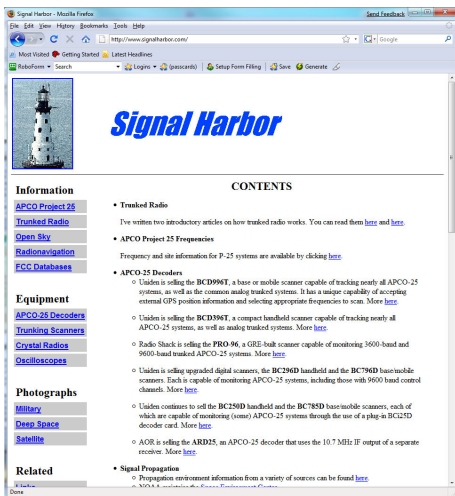 Signal Harbor - Mozilla Firefox
Send Feedback
File Edit View History Bookmarks Tools Help
http://www.signalharbor.com/
Google
Most Visited Getting Started Latest Headlines
RoboForm Search Logins (passcards) Setup Form Filling Save Generate
Signal Harbor
Information
APCO Project 25
Trunked Radio
Open Sky
Radionavigation
FCC Databases
Equipment
APCO-25 Decoders
Trunking Scanners
Crystal Radios
Oscilloscopes
Photographs
Military
Deep Space
Satellite
Related
Links
CONTENTS
• Trunked Radio
I've written two introductory articles on how trunked radio works. You can read them here and here.
• APCO Project 25 Frequencies
Frequency and site information for P-25 systems are available by clicking here.
• APCO-25 Decoders
○ Uniden is selling the BCD996T, a base or mobile scanner capable of tracking nearly all APCO-25
systems, as well as the common analog trunked systems. It has a unique capability of accepting
external GPS position information and selecting appropriate frequencies to scan. More here.
○ Uniden is selling the BCD396T, a compact handheld scanner capable of tracking nearly all
APCO-25 systems, as well as analog trunked systems. More here.
○ Radio Shack is selling the PRO-96, a GRE-built scanner capable of monitoring 3600-band and
9600-band trunked APCO-25 systems. More here.
○ Uniden is selling upgraded digital scanners, the BC296D handheld and the BC796D base/mobile
scanners. Each is capable of monitoring APCO-25 systems, including those with 9600 baud control
channels. More here.
○ Uniden continues to sell the BC250D handheld and the BC785D base/mobile scanners, each of
which are capable of monitoring (some) APCO-25 systems through the use of a plug-in BCi25D
decoder card. More here.
○ AOR is selling the ARD25, an APCO-25 decoder that uses the 10.7 MHz IF output of a separate
receiver. More here.
• Signal Propagation
○ Propagation environment information from a variety of sources can be found here.
○ NOAA maintains the Space Environment Center
Done